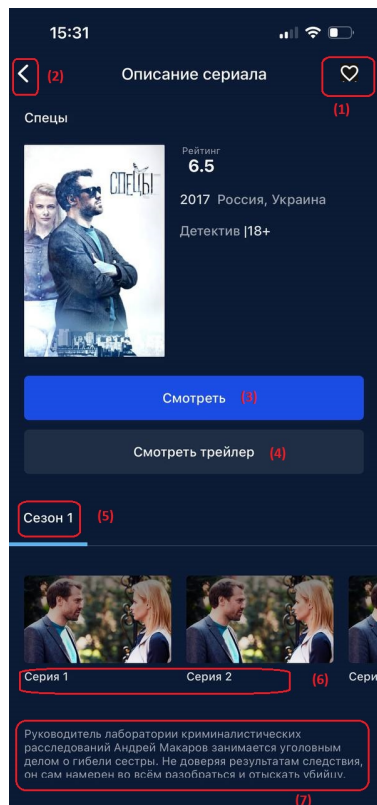 15:31
(2) Описание сериала
(1)
Спецы
СПЕЦЫ
Рейтинг
6.5
2017 Россия, Украина
Детектив |18+
Смотреть (3)
Смотреть трейлер (4)
Сезон 1 (5)
Серия 1 Серия 2 (6) Сери
Руководитель лаборатории криминалистических
расследований Андрей Макаров занимается уголовным
делом о гибели сестры. Не доверяя результатам следствия,
он сам намерен во всём разобраться и отыскать убийцу.
(7)